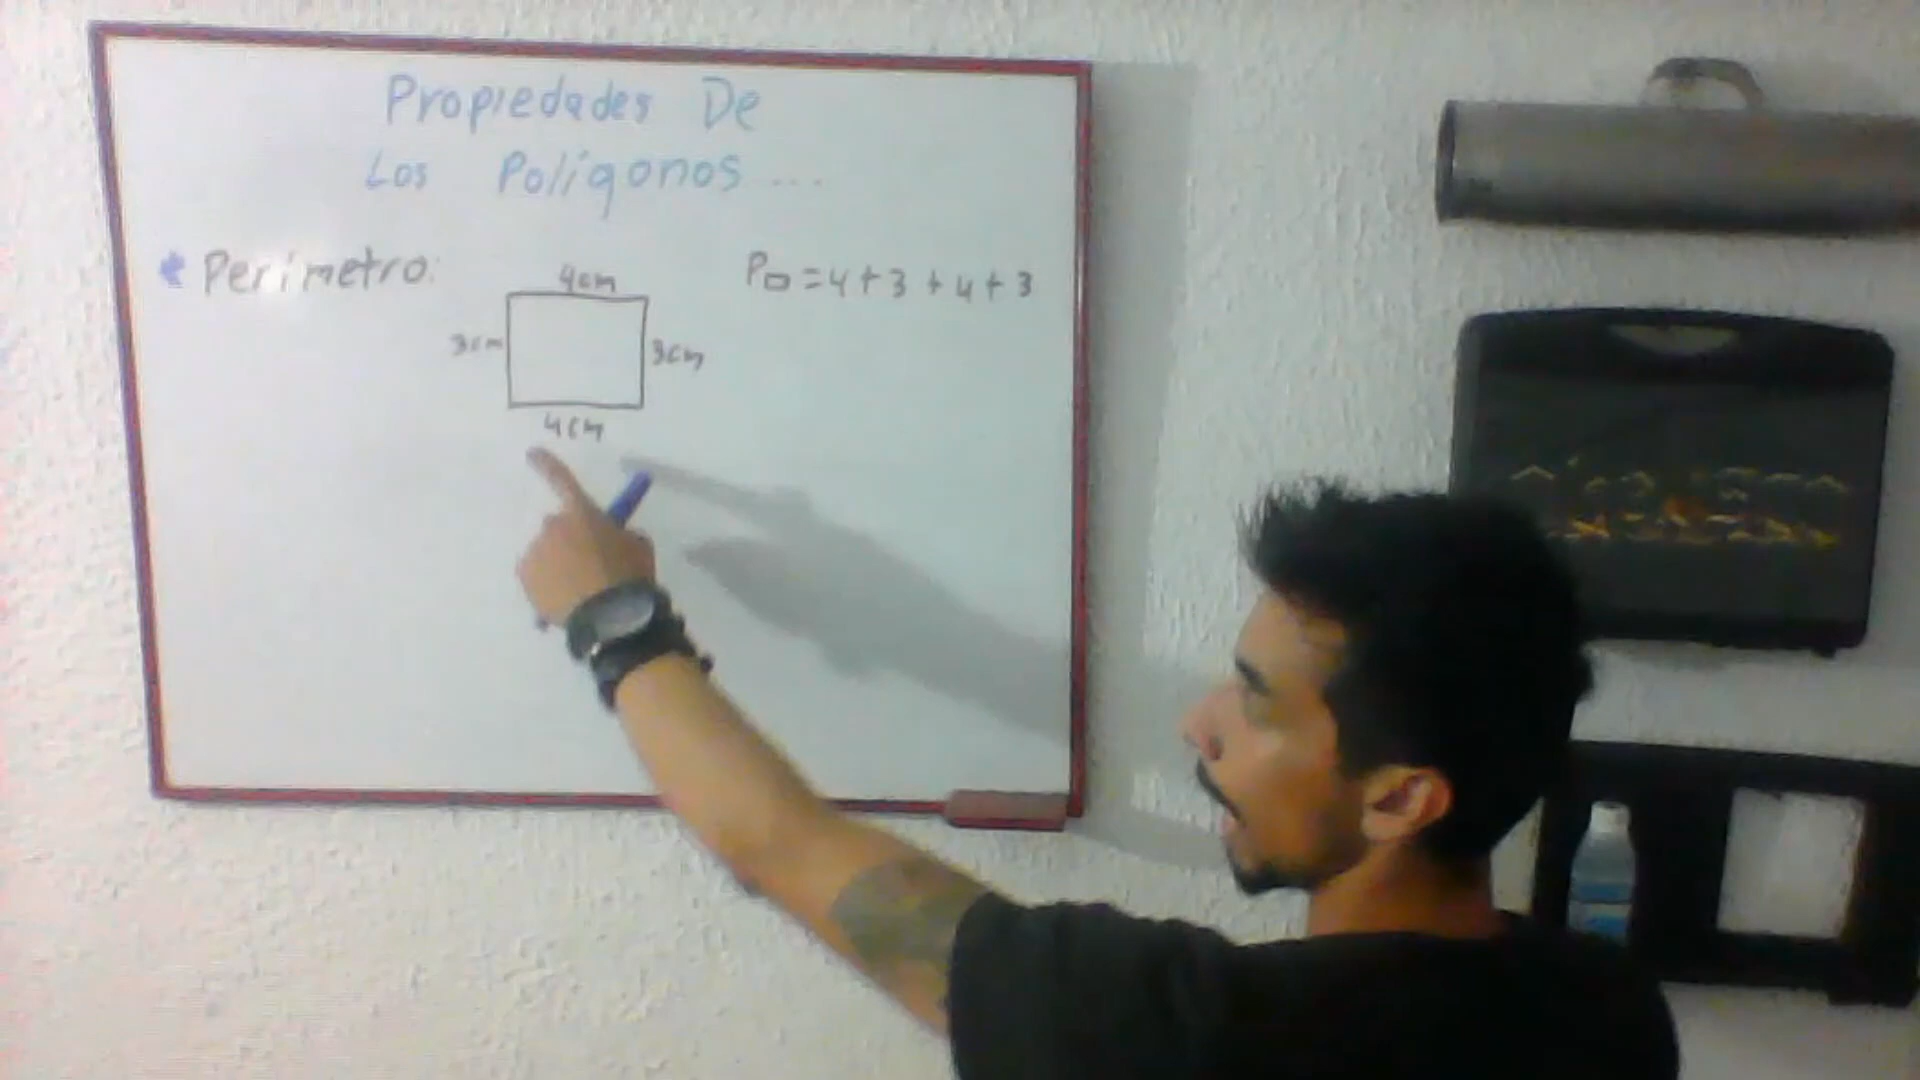 Propiedades De
Los Polígonos ...
Perímetro:
4cm
P▭ = 4 + 3 + 4 + 3
3cm
3cm
4cm